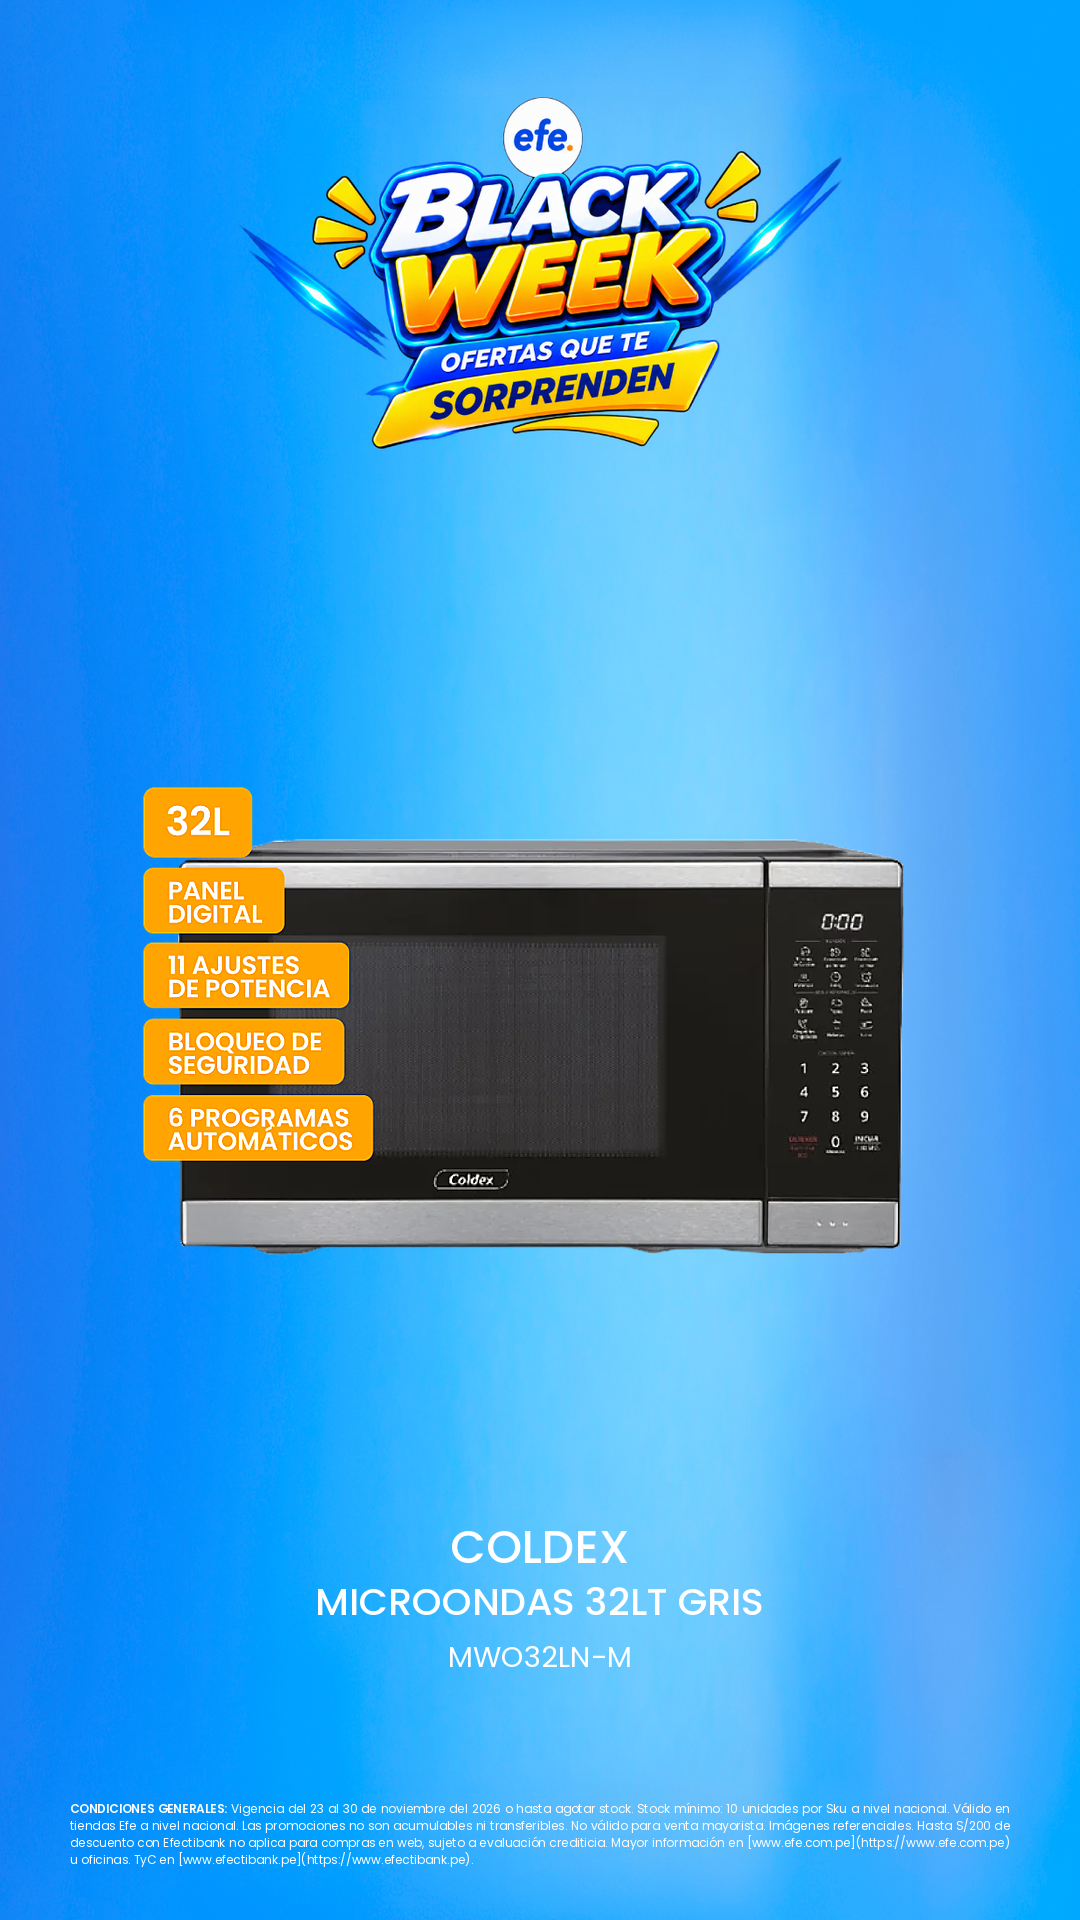 efe.
BLACK
WEEK
OFERTAS QUE TE
SORPRENDEN
32L
PANEL
DIGITAL
11 AJUSTES
DE POTENCIA
BLOQUEO DE
SEGURIDAD
6 PROGRAMAS
AUTOMÁTICOS
0:00
1 2 3
4 5 6
7 8 9
0 INICIAR
Coldex
COLDEX
MICROONDAS 32LT GRIS
MWO32LN-M
CONDICIONES GENERALES: Vigencia del 23 al 30 de noviembre del 2026 o hasta agotar stock. Stock mínimo: 10 unidades por Sku a nivel nacional. Válido en
tiendas Efe a nivel nacional. Las promociones no son acumulables ni transferibles. No válido para venta mayorista. Imágenes referenciales. Hasta S/200 de
descuento con Efectibank no aplica para compras en web, sujeto a evaluación crediticia. Mayor información en [www.efe.com.pe](https://www.efe.com.pe)
u oficinas. TyC en [www.efectibank.pe](https://www.efectibank.pe).